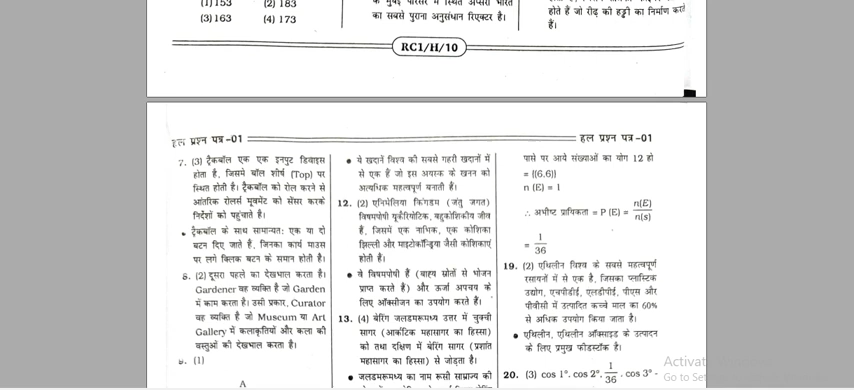 (1) 153 (2) 183
(3) 163 (4) 173
का सबसे पुराना अनुसंधान रिएक्टर है।
होते है जो रीढ़ की हड्डी का निर्माण करते
हैं।
RC1/H/10
हल प्रश्न पत्र-01
हल प्रश्न पत्र-01
7. (3) ट्रैकबॉल एक एक इनपुट डिवाइस
होता है, जिसमे बॉल शीर्ष (Top) पर
स्थित होती है। ट्रैकबॉल को रोल करने से
आंतरिक रोलर्स मूवमेंट को सेंसर करके
निर्देशों को पहुंचाते है।
• ट्रैकबॉल के साथ सामान्यतः एक या दो
बटन दिए जाते है, जिनका कार्य माउस
पर लगे क्लिक बटन के समान होती है।
8. (2) दूसरा पहले का देखभाल करता है।
Gardener वह व्यक्ति है जो Garden
में काम करता है। उसी प्रकार, Curator
वह व्यक्ति है जो Muscum या Art
Gallery में कलाकृतियों और कला की
वस्तुओं की देखभाल करता है।
9. (1)
A
• ये खदानें विश्व की सबसे गहरी खदानों में
से एक हैं जो इस अयस्क के खनन को
अत्यधिक महत्वपूर्ण बनाती हैं।
12. (2) एनिमेलिया किंगडम (जंतु जगत)
विषमपोषी यूकैरियोटिक, बहुकोशिकीय जीव
हैं, जिसमें एक नाभिक, एक कोशिका
झिल्ली और माइटोकॉन्ड्रिया जैसी कोशिकाएं
होती हैं।
• ये विषमपोषी हैं (बाह्य स्रोतों से भोजन
प्राप्त करते हैं) और ऊर्जा अपचय के
लिए ऑक्सीजन का उपयोग करते हैं।
13. (4) बेरिंग जलडमरूमध्य उत्तर में चुक्ची
सागर (आर्कटिक महासागर का हिस्सा)
को तथा दक्षिण में बेरिंग सागर (प्रशांत
महासागर का हिस्सा) से जोड़ता है।
• जलडमरूमध्य का नाम रूसी साम्राज्य की
पासे पर आये संख्याओं का योग 12 हो
= {(6.6)}
n (E) = 1
∴ अभीष्ट प्रायिकता = P (E) = n(E)/n(s)
= 1/36
19. (2) एथिलीन विश्व के सबसे महत्वपूर्ण
रसायनों में से एक है, जिसका प्लास्टिक
उद्योग, एचपीडीई, एलडीपीई, पीएस और
पीवीसी में उत्पादित कच्चे माल का 60%
से अधिक उपयोग किया जाता है।
• एथिलीन, एथिलीन ऑक्साइड के उत्पादन
के लिए प्रमुख फीडस्टॉक है।
20. (3) cos 1°. cos 2°. 1/36 . cos 3° -
Activat
Go to Set